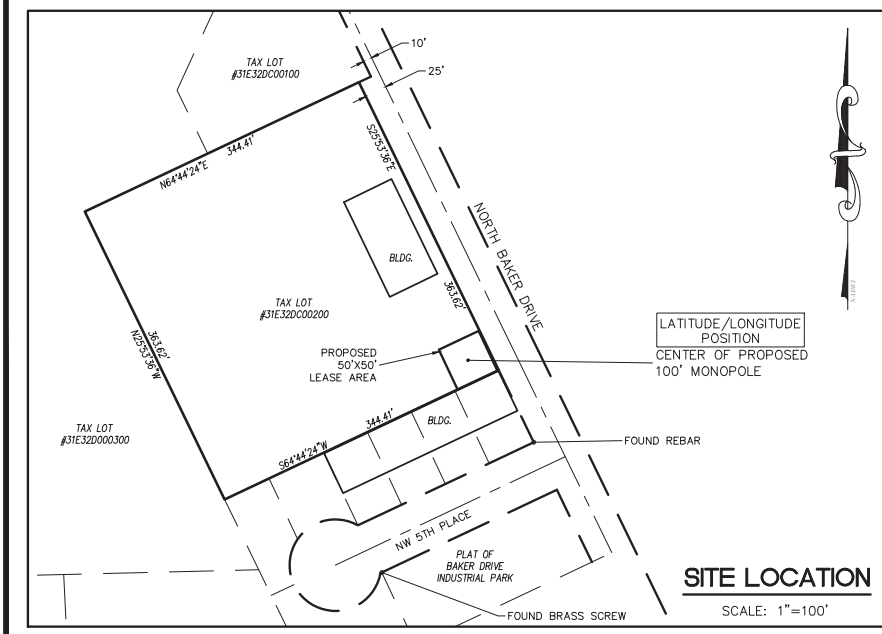 TAX LOT
#31E32DC00100
10'
25'
N64°44'24"E
344.41'
S25°53'36"E
363.62'
BLDG.
NORTH BAKER DRIVE
TAX LOT
#31E32DC00200
363.62'
N25°53'36"W
PROPOSED
50'X50'
LEASE AREA
LATITUDE/LONGITUDE
POSITION
CENTER OF PROPOSED
100' MONOPOLE
TAX LOT
#31E32D000300
344.41'
S64°44'24"W
BLDG.
FOUND REBAR
NW 5TH PLACE
PLAT OF
BAKER DRIVE
INDUSTRIAL PARK
FOUND BRASS SCREW
SITE LOCATION
SCALE: 1"=100'